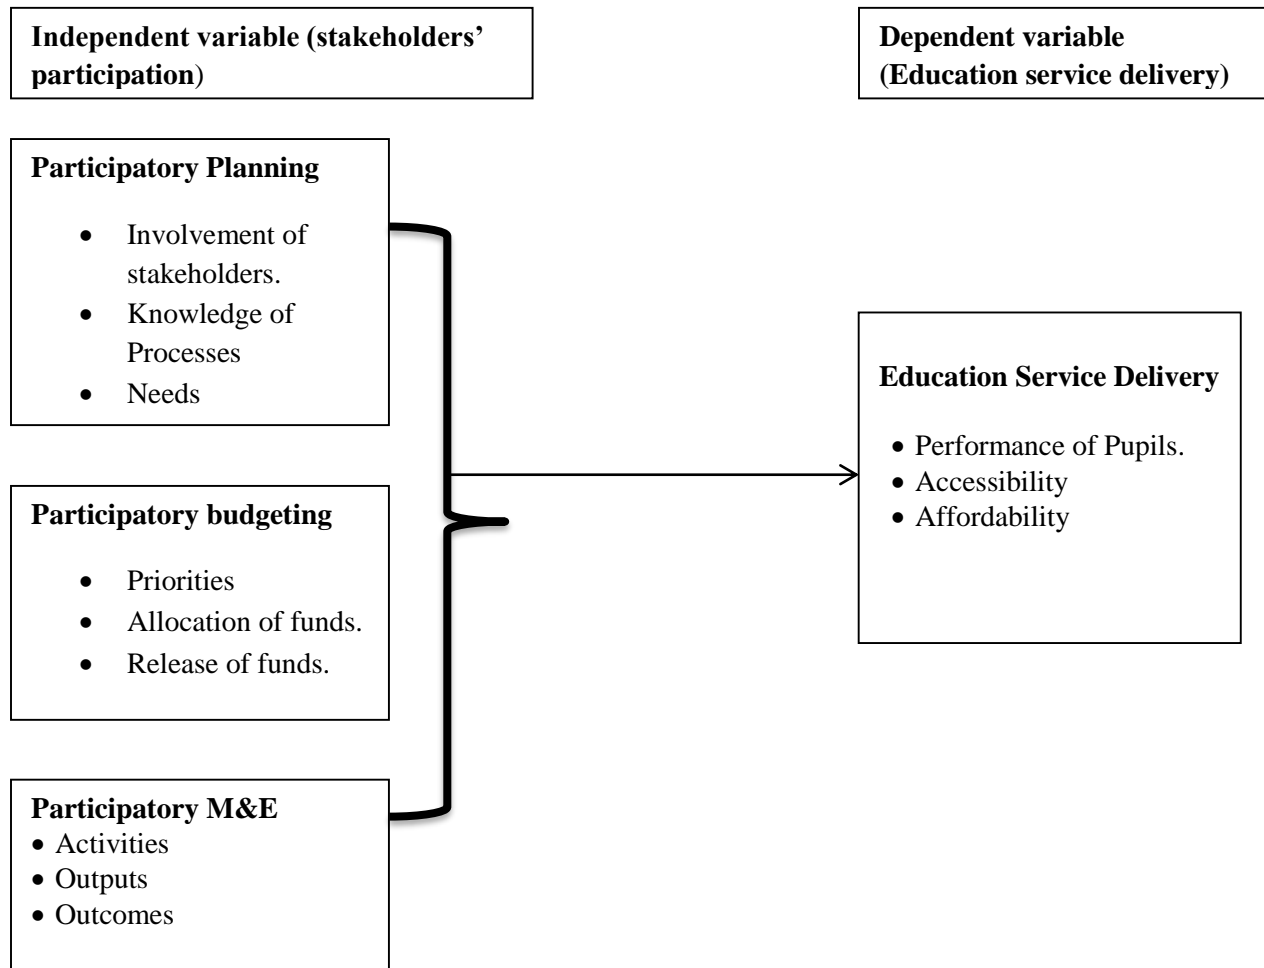 Independent variable (stakeholders’
participation)
Dependent variable
(Education service delivery)
Participatory Planning
• Involvement of
stakeholders.
• Knowledge of
Processes
• Needs
Participatory budgeting
• Priorities
• Allocation of funds.
• Release of funds.
Participatory M&E
• Activities
• Outputs
• Outcomes
Education Service Delivery
• Performance of Pupils.
• Accessibility
• Affordability